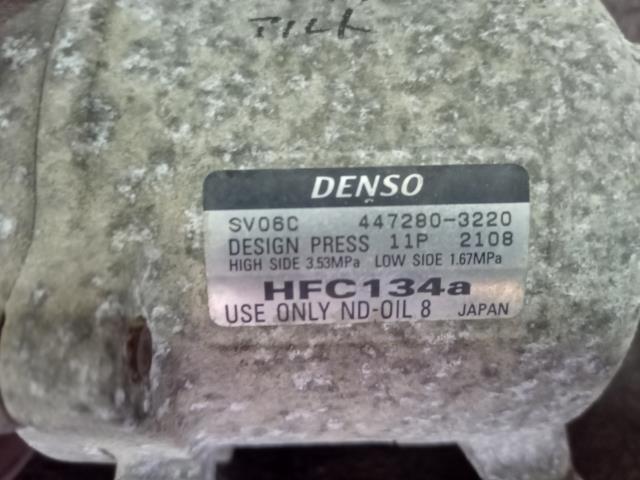 DENSO
SV06C 447280-3220
DESIGN PRESS 11P 2108
HIGH SIDE 3.53MPa LOW SIDE 1.67MPa
HFC134a
USE ONLY ND-OIL 8 JAPAN